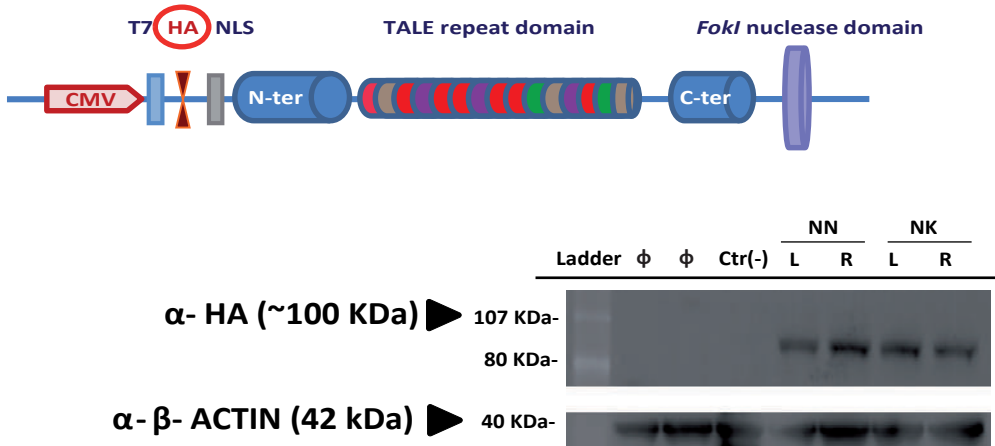 T7 HA NLS TALE repeat domain FokI nuclease domain
CMV N-ter C-ter
NN NK
Ladder ϕ ϕ Ctr(-) L R L R
α- HA (~100 KDa) 107 KDa-
80 KDa-
α- β- ACTIN (42 kDa) 40 KDa-